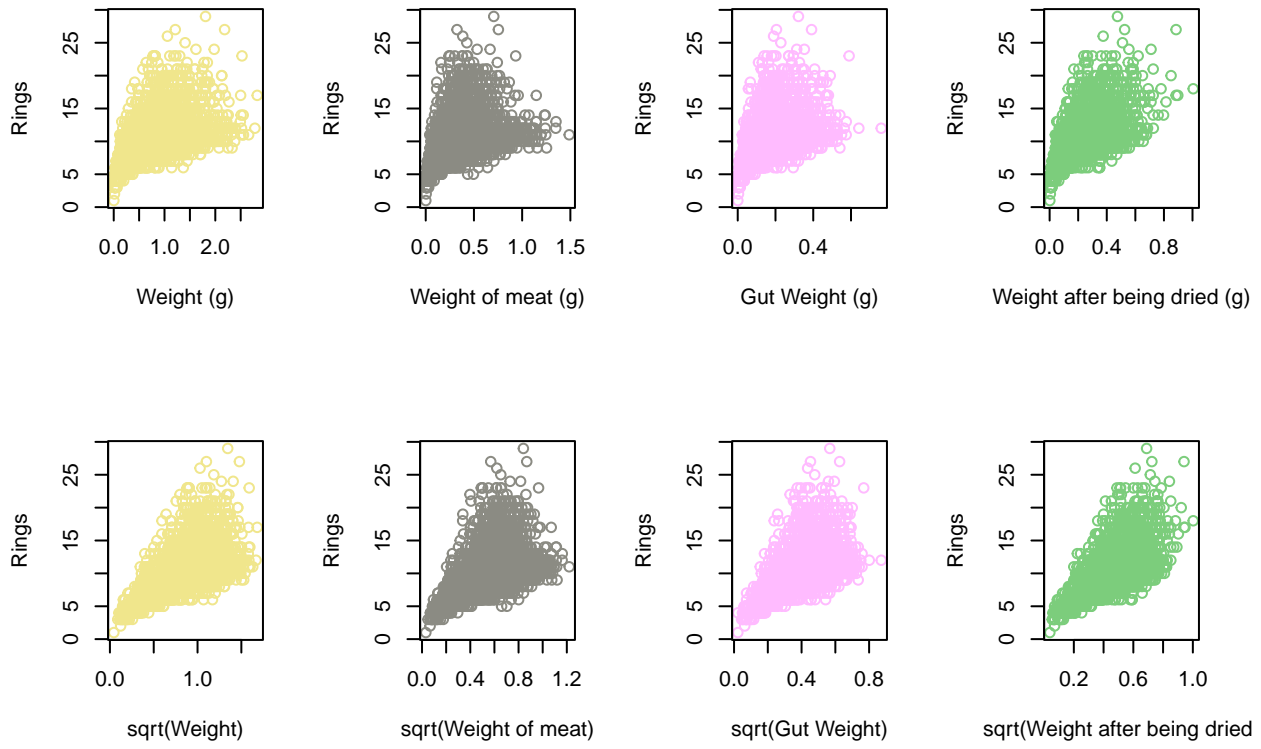 Rings
25
15
5
0
0.0 1.0 2.0
Weight (g)
Rings
25
15
5
0
0.0 0.5 1.0 1.5
Weight of meat (g)
Rings
25
15
5
0
0.0 0.4
Gut Weight (g)
Rings
25
15
5
0
0.0 0.4 0.8
Weight after being dried (g)
Rings
25
15
5
0
0.0 1.0
sqrt(Weight)
Rings
25
15
5
0
0.0 0.4 0.8 1.2
sqrt(Weight of meat)
Rings
25
15
5
0
0.0 0.4 0.8
sqrt(Gut Weight)
Rings
25
15
5
0
0.2 0.6 1.0
sqrt(Weight after being dried